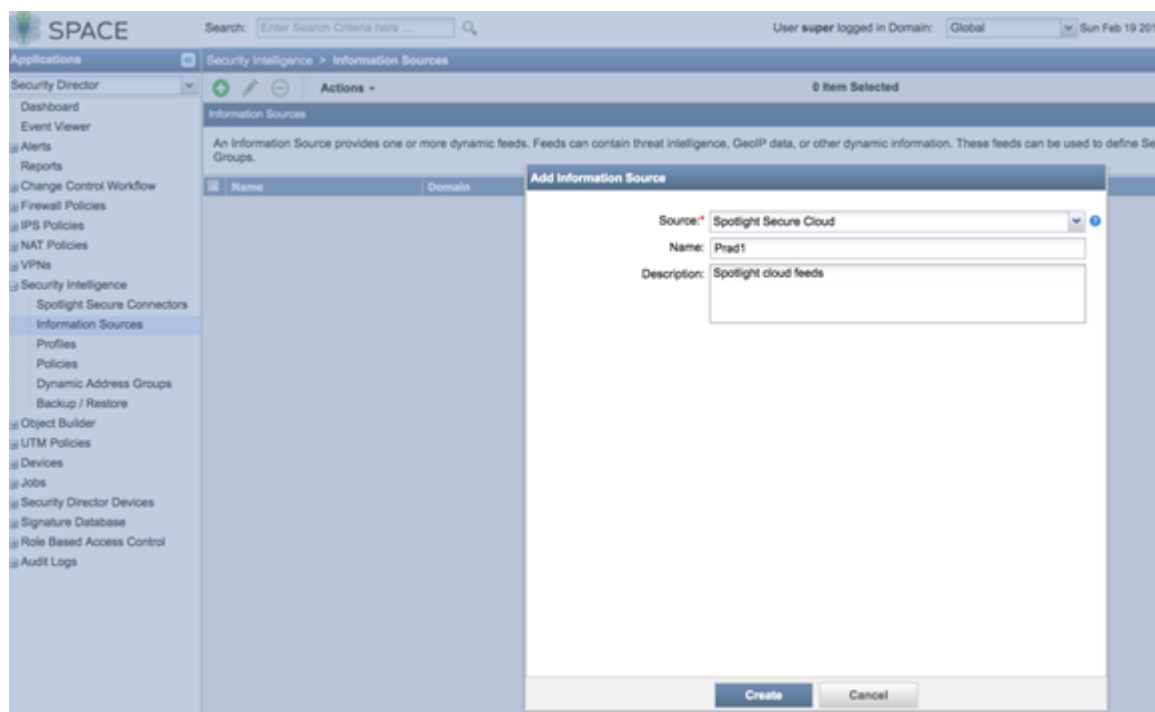 SPACE
Search: Enter Search Criteria here ...
User super logged in Domain: Global
Sun Feb 19 201
Applications
Security Intelligence > Information Sources
Security Director
Actions
0 Item Selected
Dashboard
Event Viewer
Alerts
Reports
Change Control Workflow
Firewall Policies
IPS Policies
NAT Policies
VPNs
Security Intelligence
Spotlight Secure Connectors
Information Sources
Profiles
Policies
Dynamic Address Groups
Backup / Restore
Object Builder
UTM Policies
Devices
Jobs
Security Director Devices
Signature Database
Role Based Access Control
Audit Logs
Information Sources
An Information Source provides one or more dynamic feeds. Feeds can contain threat intelligence, GeoIP data, or other dynamic information. These feeds can be used to define Se
Groups.
Name Domain
Add Information Source
Source:* Spotlight Secure Cloud
Name: Prad1
Description: Spotlight cloud feeds
Create Cancel